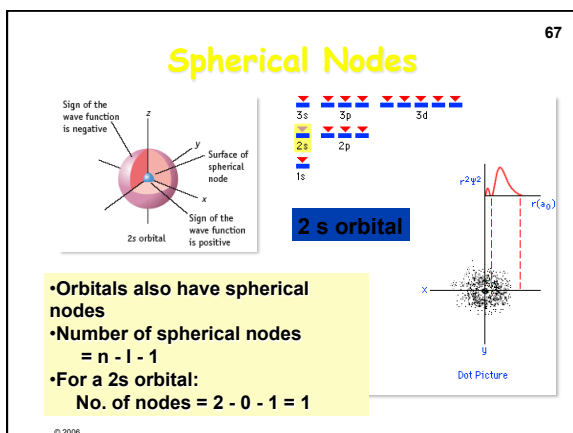 67
Spherical Nodes
Sign of the
wave function
is negative
z
y
Surface of
spherical
node
x
Sign of the
wave function
is positive
2s orbital
3s 3p 3d
2s 2p
1s
r²Ψ²
r(a₀)
2 s orbital
x
y
Dot Picture
•Orbitals also have spherical
nodes
•Number of spherical nodes
= n - l - 1
•For a 2s orbital:
No. of nodes = 2 - 0 - 1 = 1
© 2006